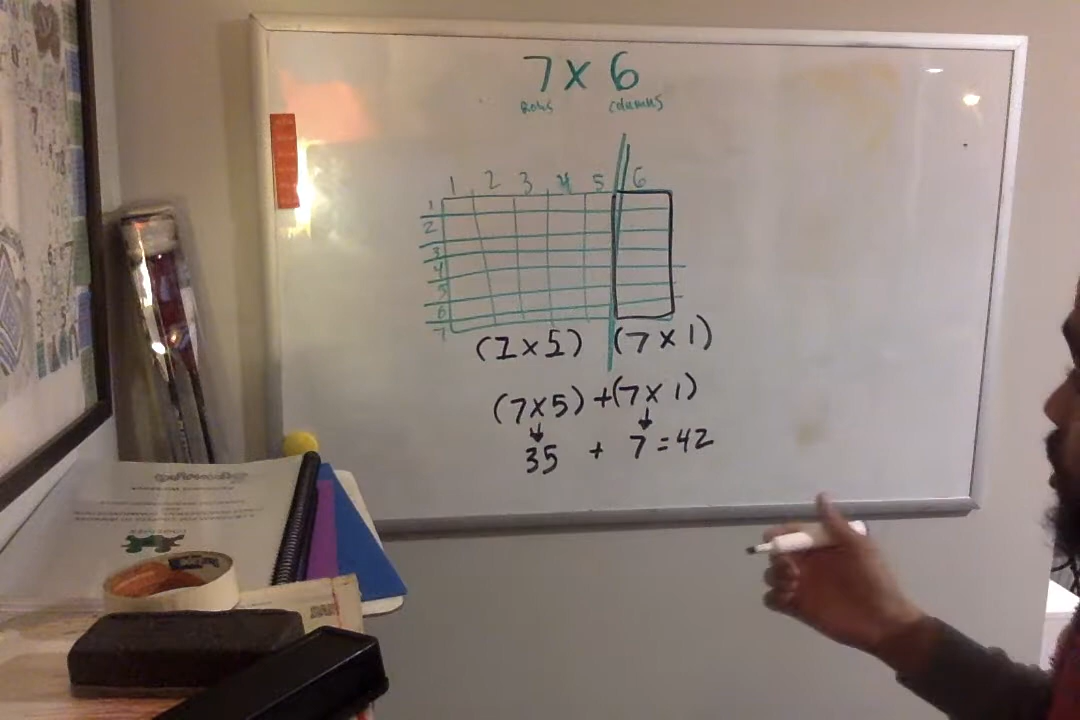 7 x 6
Rows columns
1 2 3 4 5 6
1
2
3
4
5
6
7
(7 x 5) (7 x 1)
(7 x 5) + (7 x 1)
35 + 7 = 42